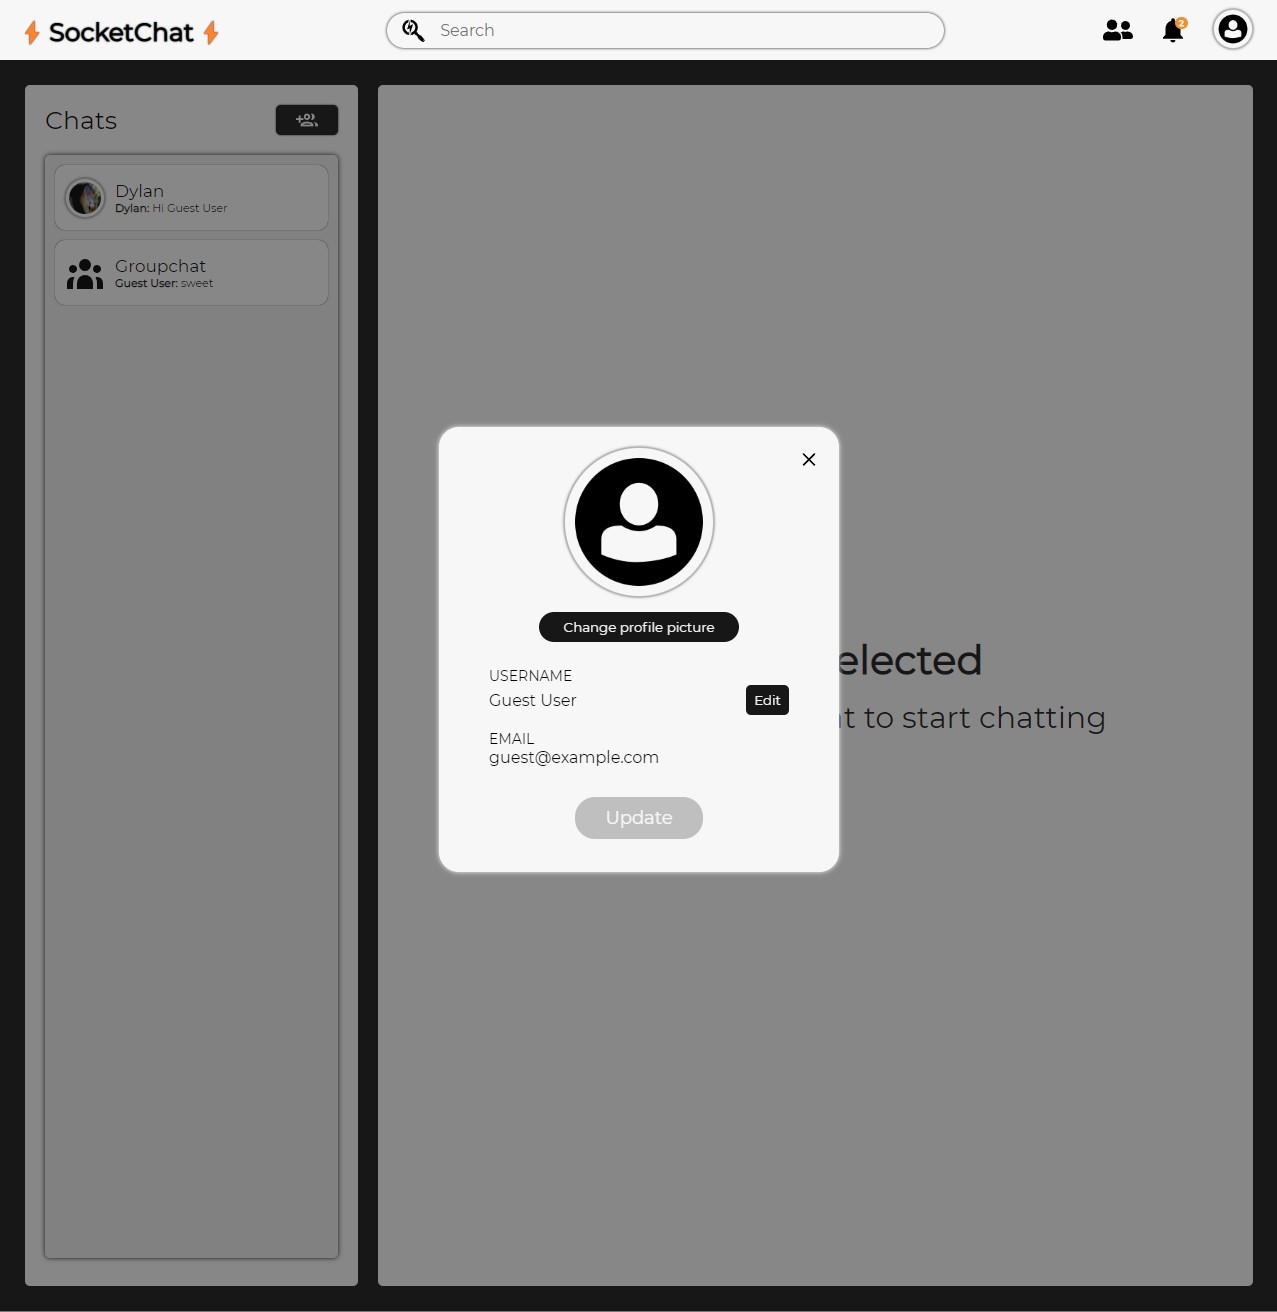 SocketChat
Search
2
Chats
Dylan
Dylan: Hi Guest User
Groupchat
Guest User: sweet
elected
to start chatting
Change profile picture
USERNAME
Guest User
Edit
EMAIL
guest@example.com
Update